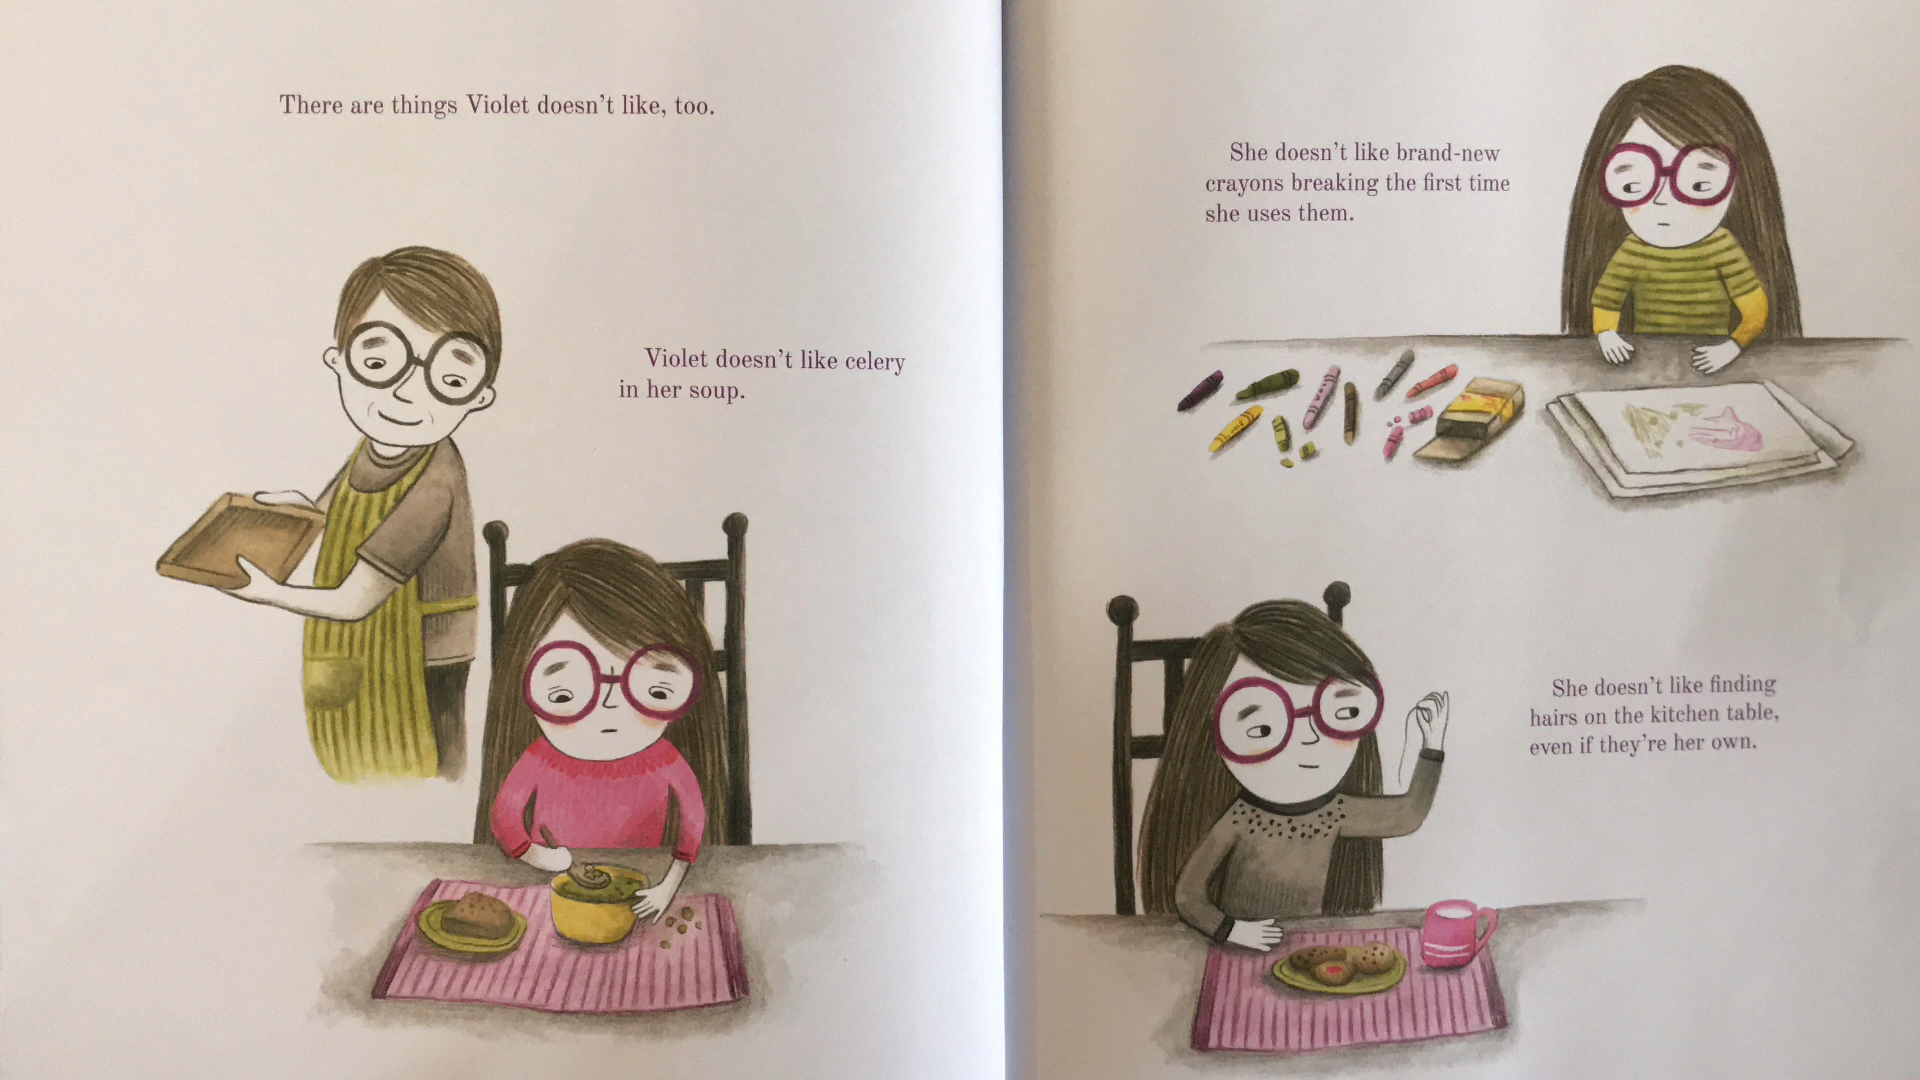 There are things Violet doesn't like, too.
Violet doesn't like celery
in her soup.
She doesn't like brand-new
crayons breaking the first time
she uses them.
She doesn't like finding
hairs on the kitchen table,
even if they're her own.